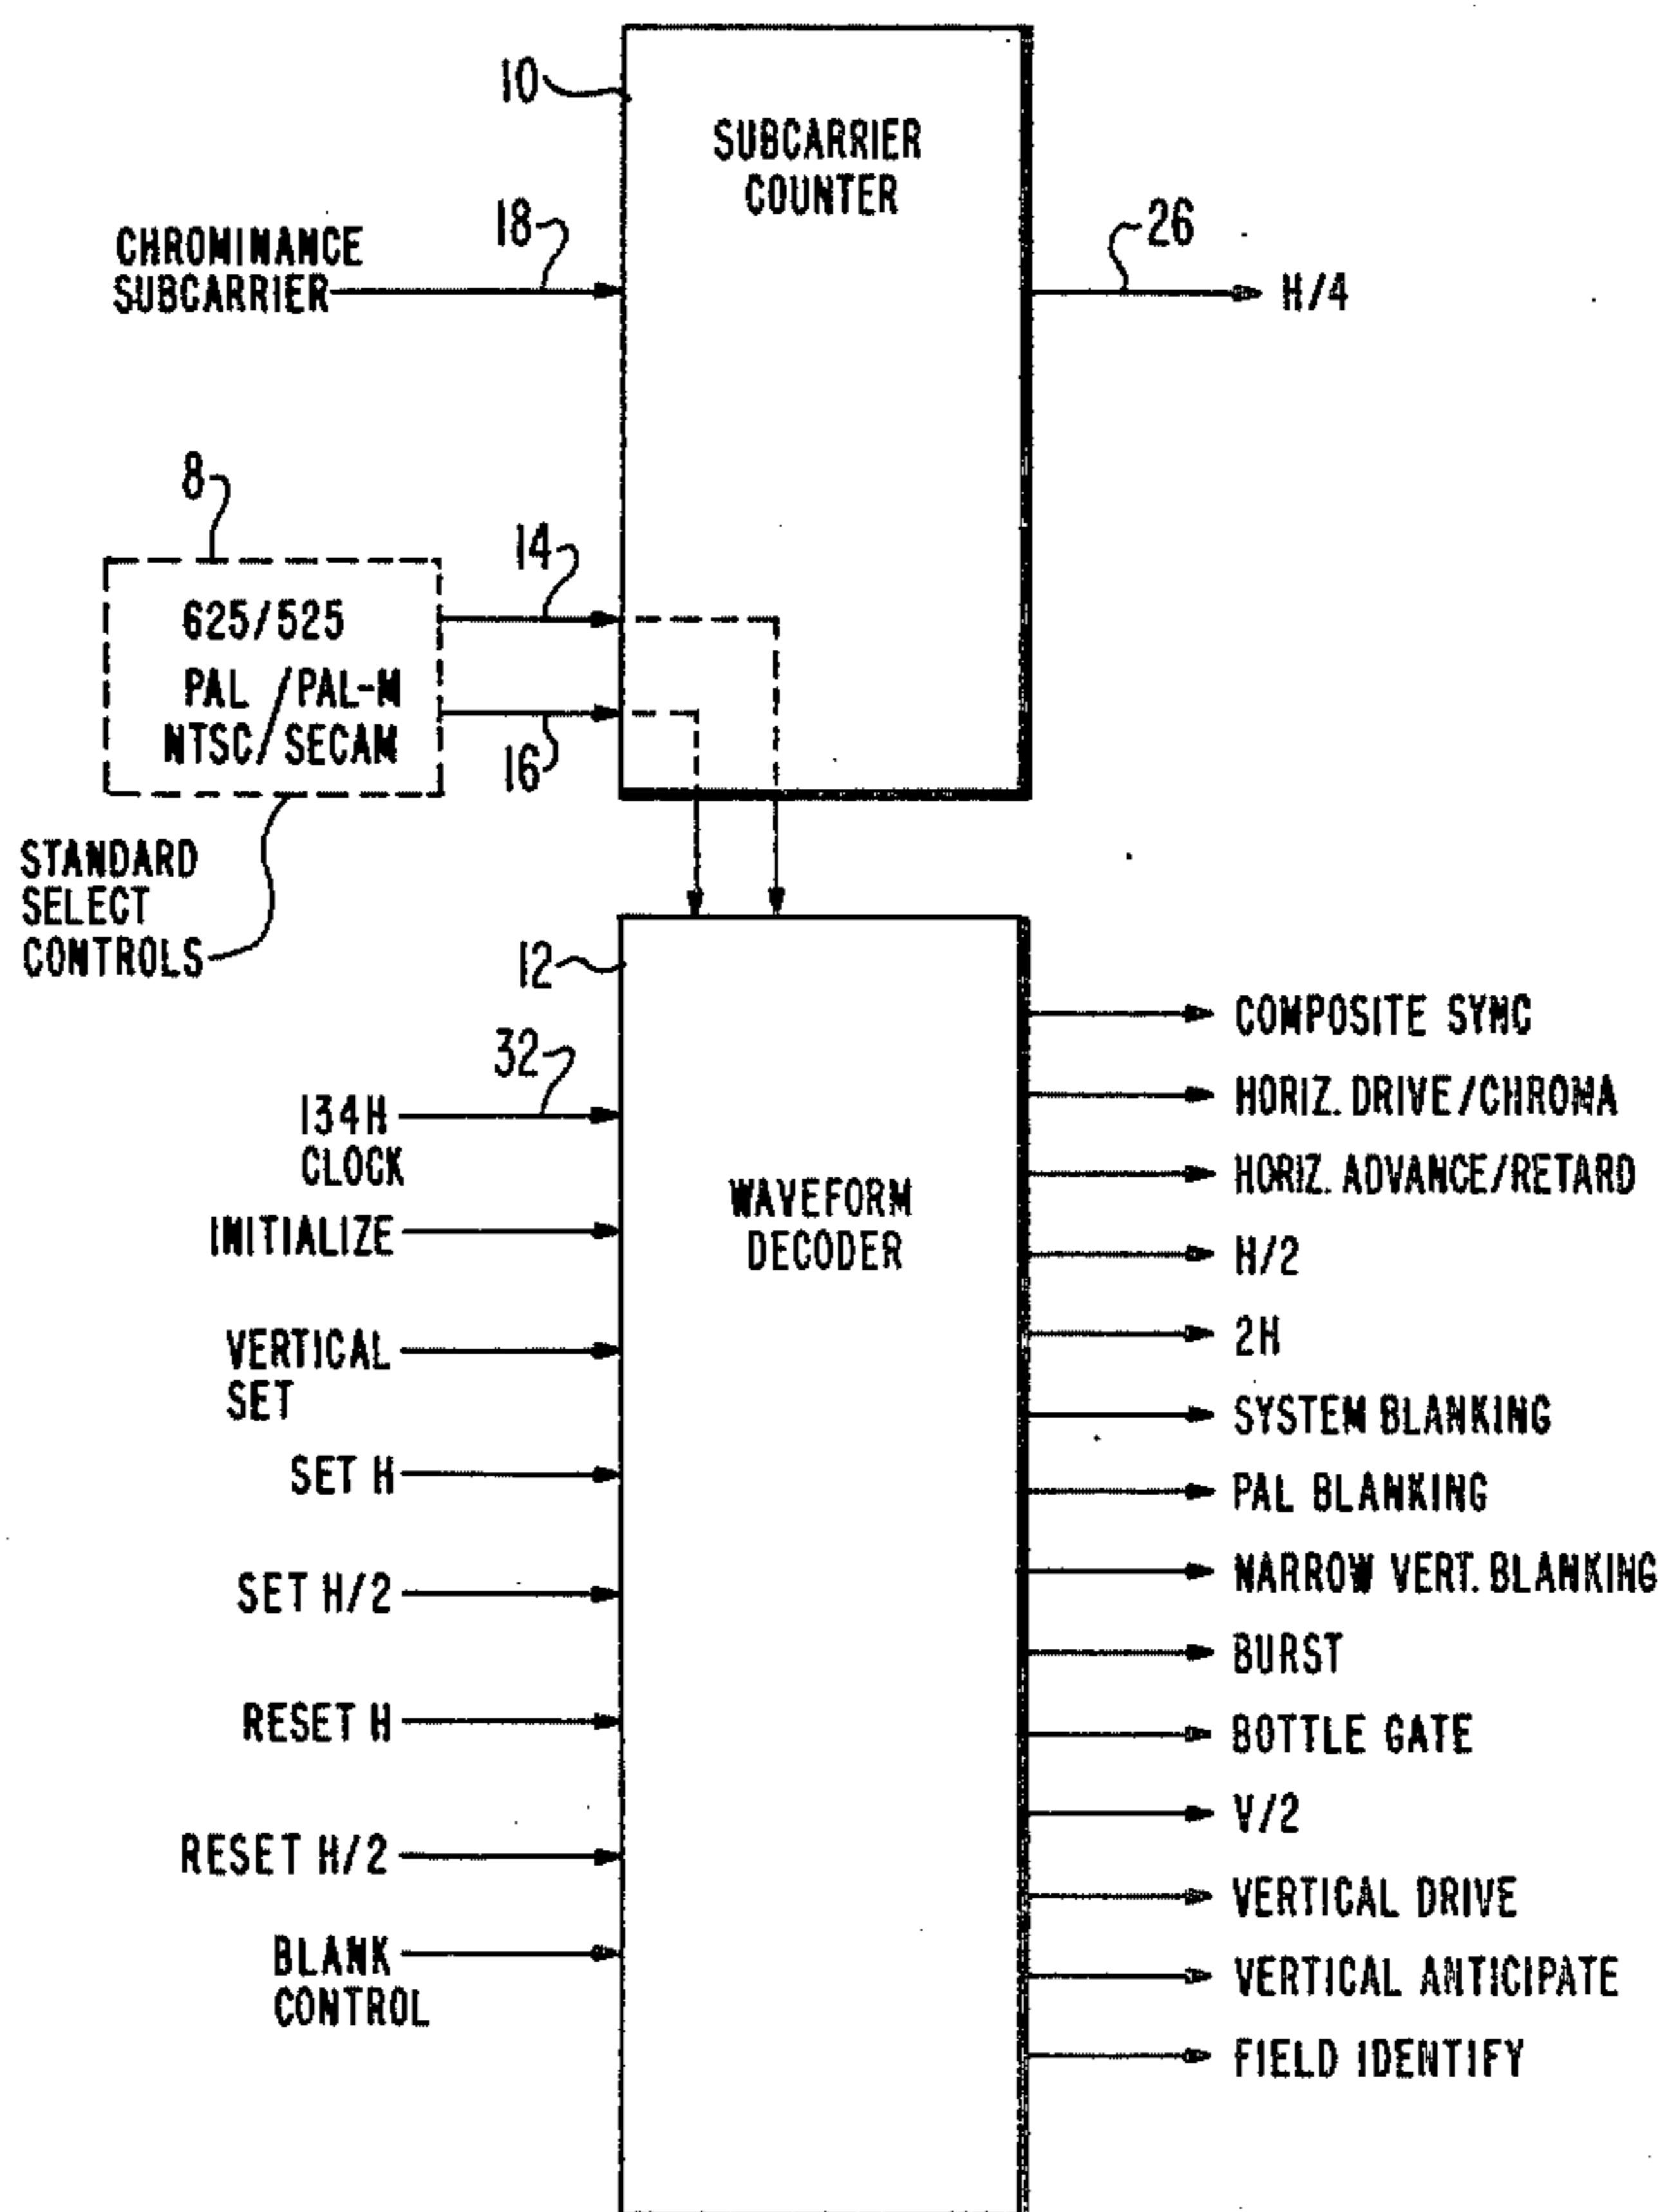 10
SUBCARRIER
COUNTER
CHROMINANCE
SUBCARRIER
18
26
H/4
8
625/525
PAL/PAL-M
NTSC/SECAM
14
16
STANDARD
SELECT
CONTROLS
12
32
134H
CLOCK
INITIALIZE
VERTICAL
SET
SET H
SET H/2
RESET H
RESET H/2
BLANK
CONTROL
WAVEFORM
DECODER
COMPOSITE SYNC
HORIZ. DRIVE/CHROMA
HORIZ. ADVANCE/RETARD
H/2
2H
SYSTEM BLANKING
PAL BLANKING
NARROW VERT. BLANKING
BURST
BOTTLE GATE
V/2
VERTICAL DRIVE
VERTICAL ANTICIPATE
FIELD IDENTIFY